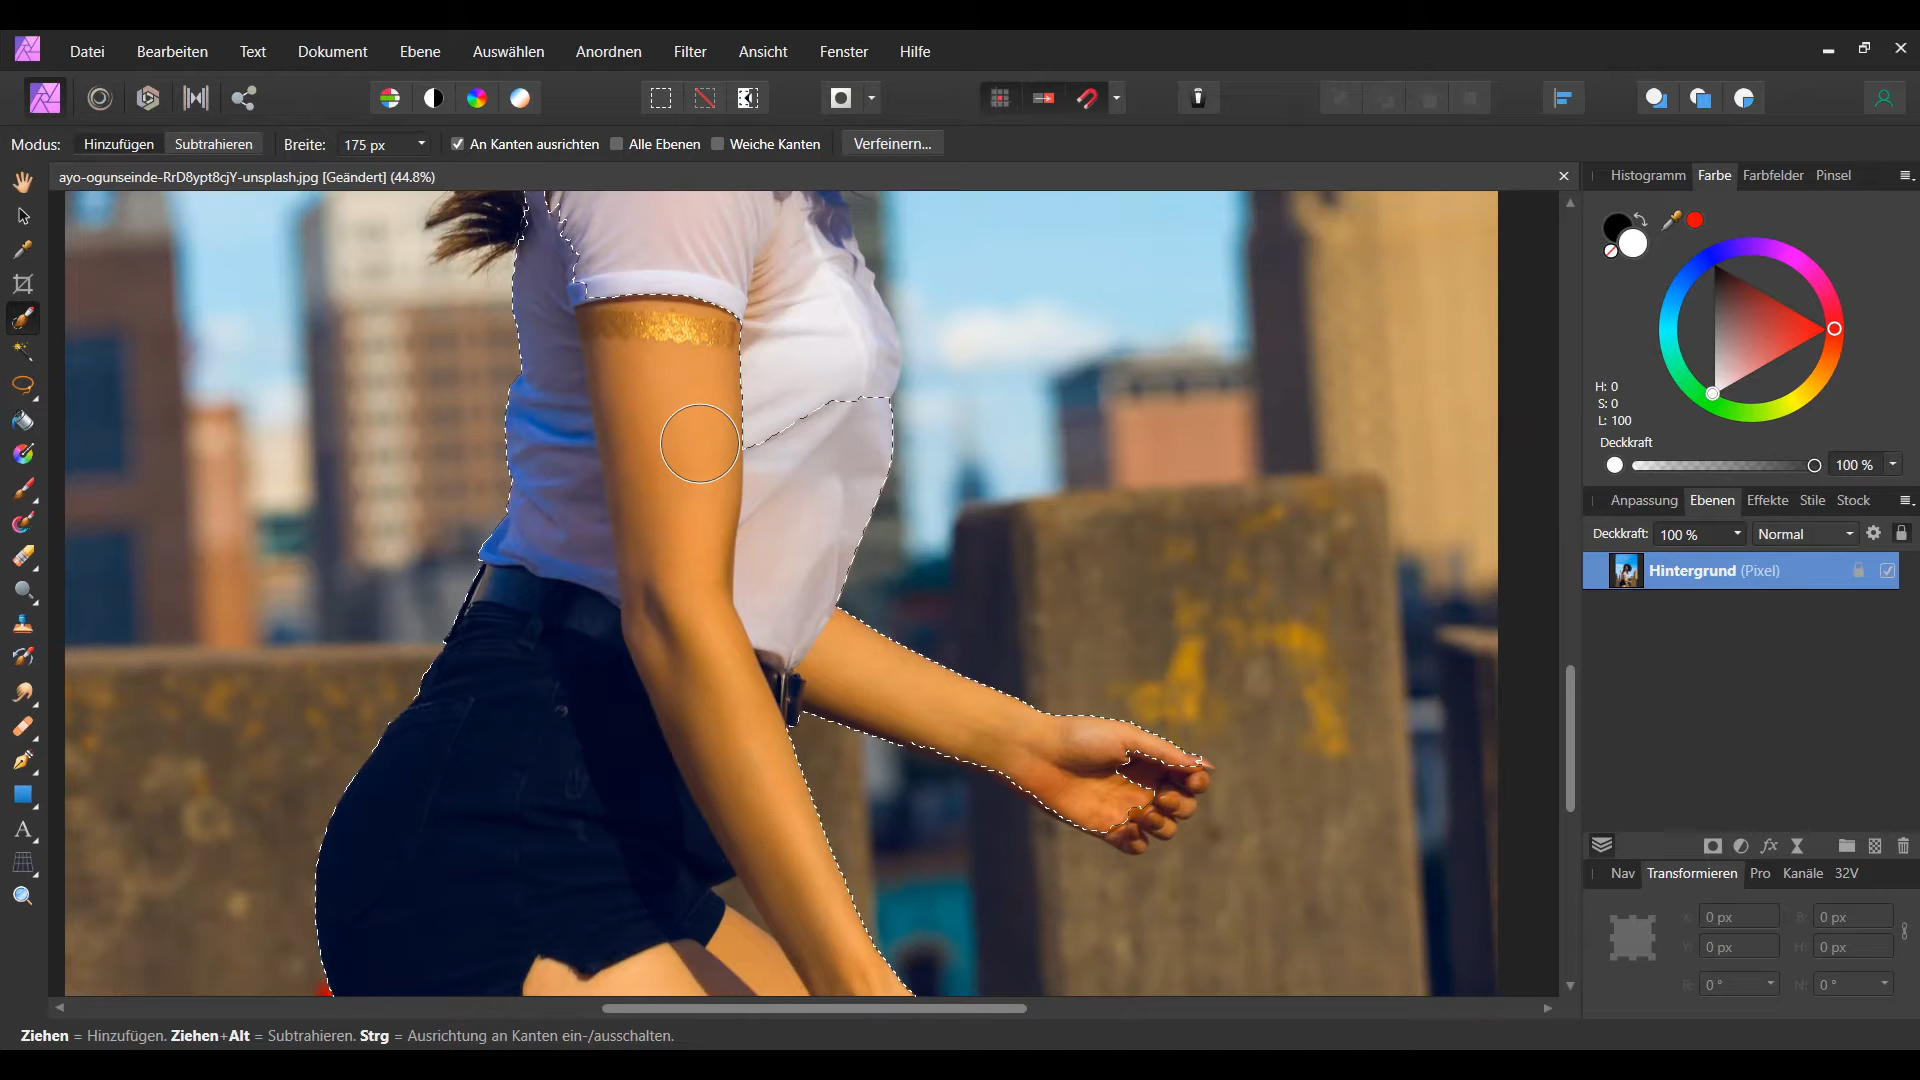 Datei Bearbeiten Text Dokument Ebene Auswählen Anordnen Filter Ansicht Fenster Hilfe
Modus: Hinzufügen Subtrahieren Breite: 175 px An Kanten ausrichten Alle Ebenen Weiche Kanten Verfeinern...
ayo-ogunseinde-RrD8ypt8cjY-unsplash.jpg [Geändert] (44.8%)
Histogramm Farbe Farbfelder Pinsel
H: 0
S: 0
L: 100
Deckkraft
100 %
Anpassung Ebenen Effekte Stile Stock
Deckkraft: 100 % Normal
Hintergrund (Pixel)
Nav Transformieren Pro Kanäle 32V
X: 0 px B: 0 px
Y: 0 px H: 0 px
R: 0 ° N: 0 °
Ziehen = Hinzufügen. Ziehen+Alt = Subtrahieren. Strg = Ausrichtung an Kanten ein-/ausschalten.